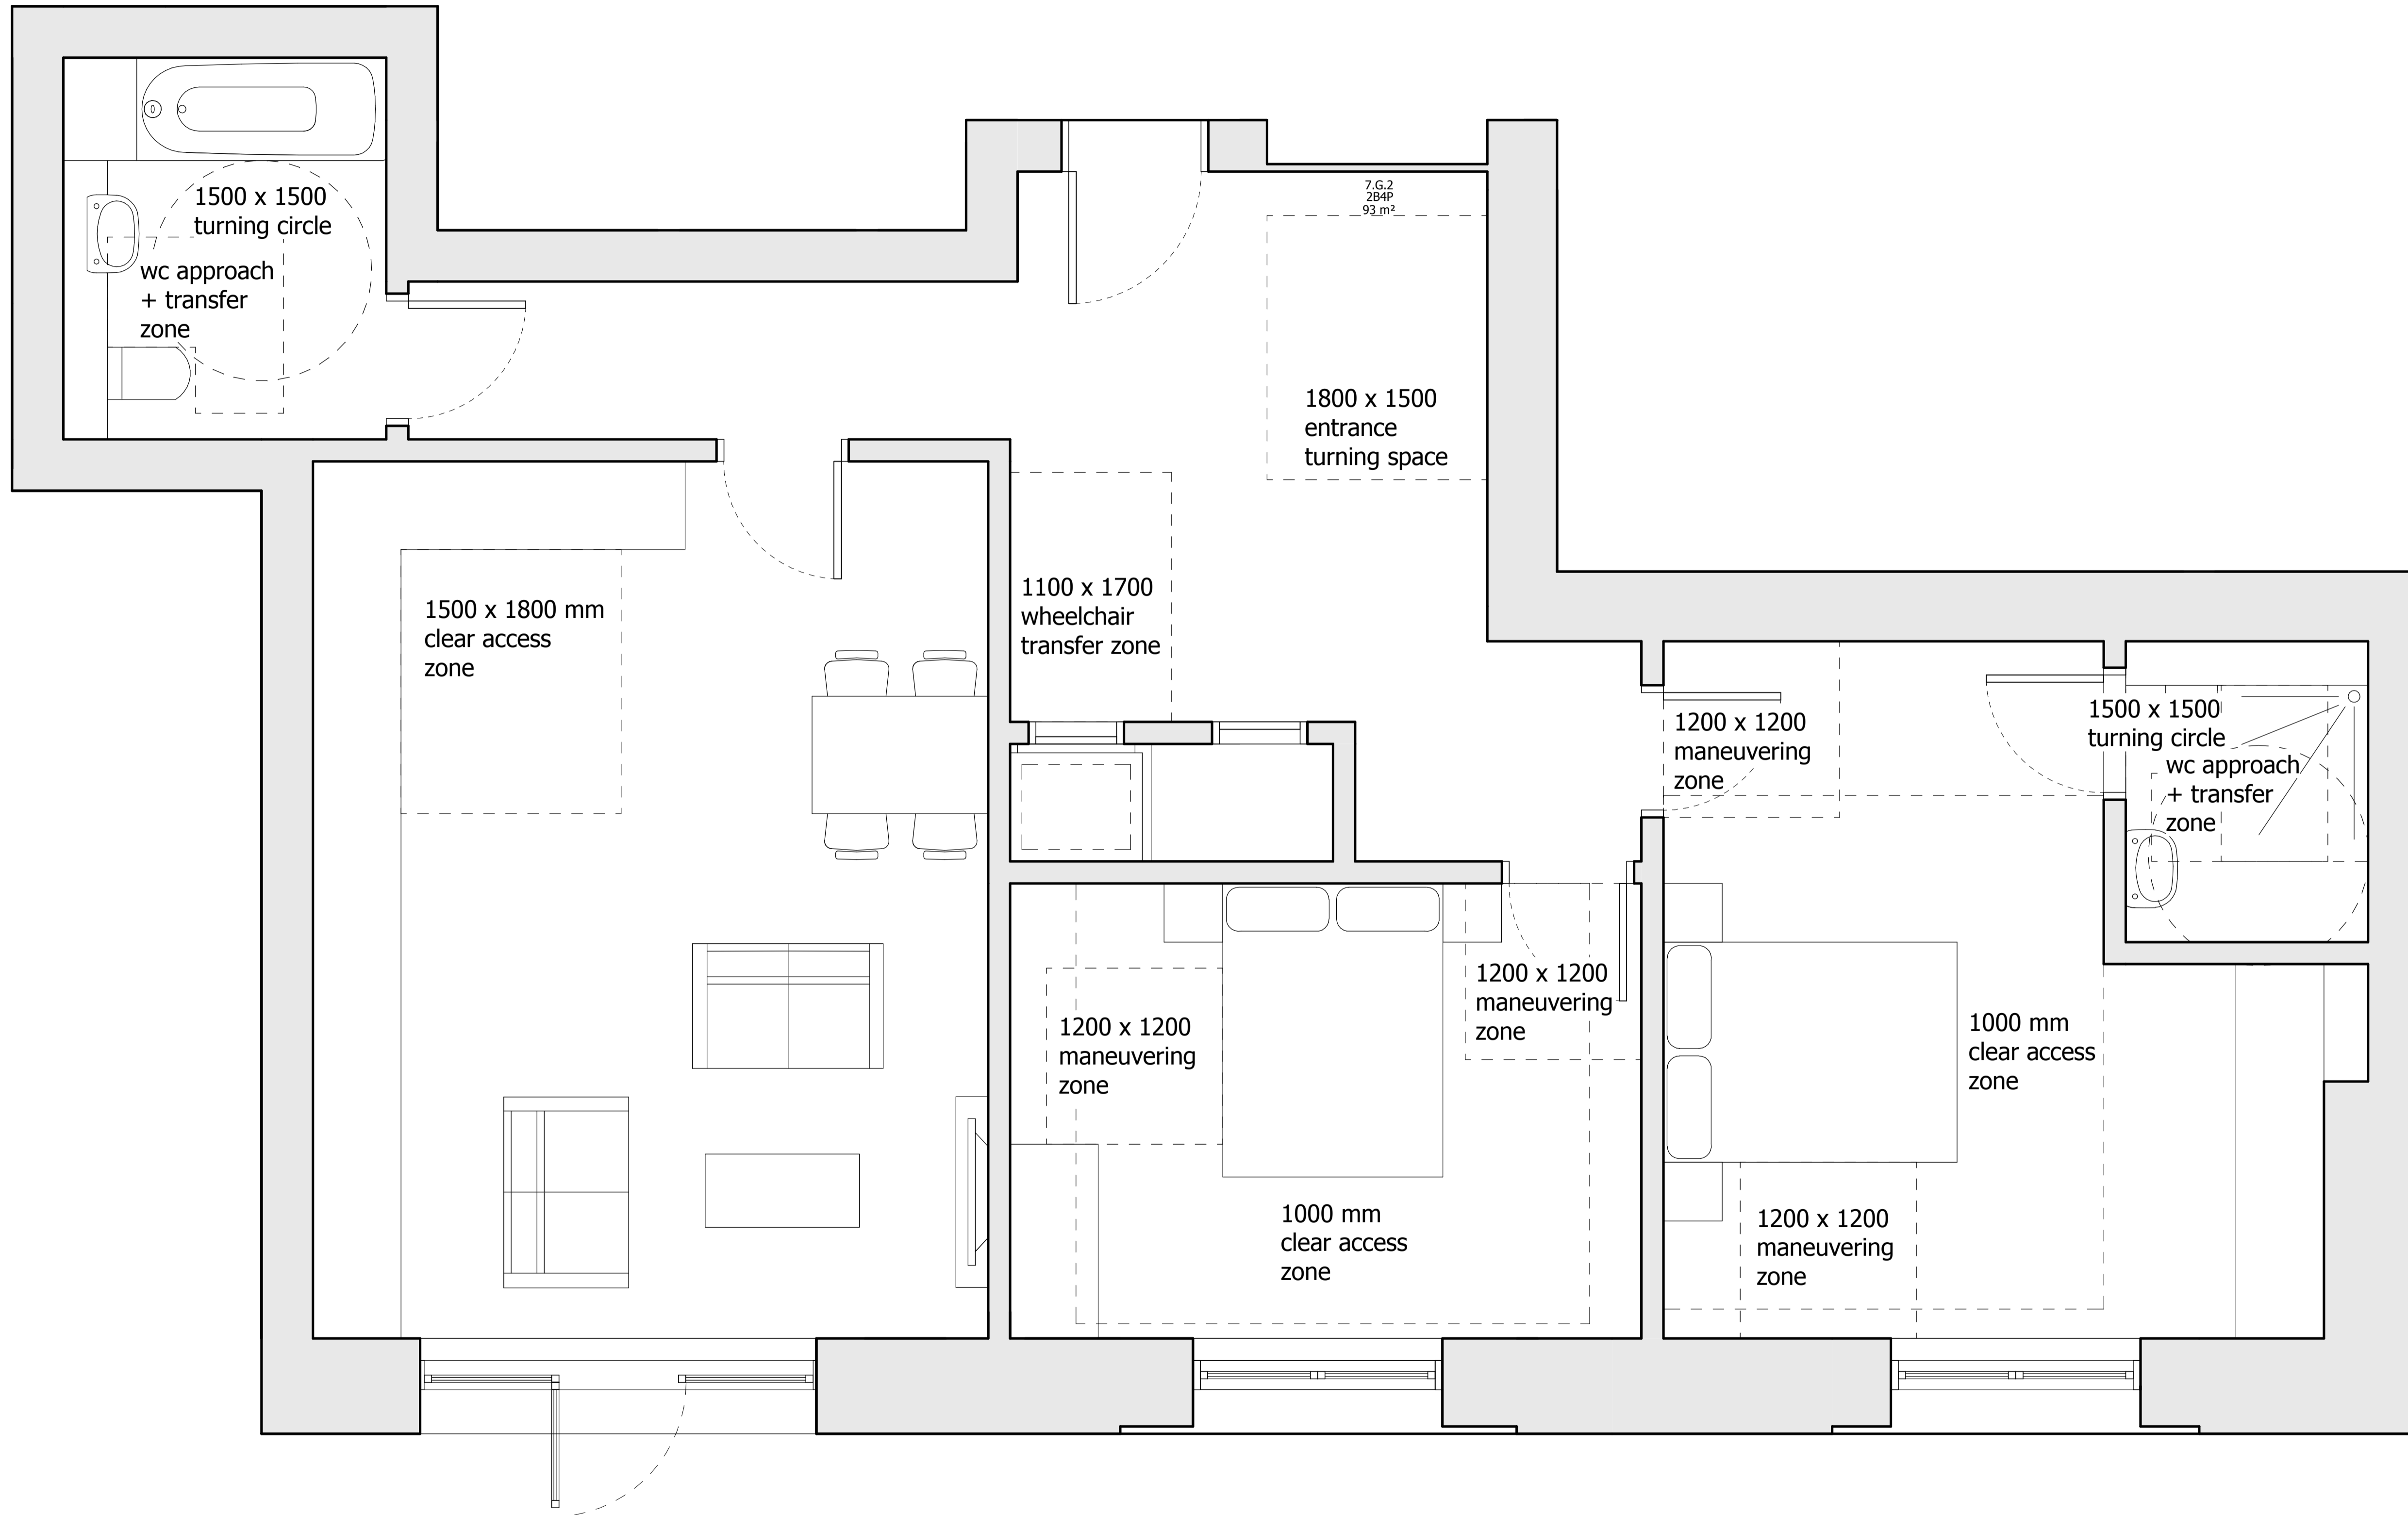 1500 x 1500
turning circle
wc approach
+ transfer
zone
7.G.2
2B4P
93 m²
1800 x 1500
entrance
turning space
1500 x 1800 mm
clear access
zone
1100 x 1700
wheelchair
transfer zone
1200 x 1200
maneuvering
zone
1500 x 1500
turning circle
wc approach
+ transfer
zone
1200 x 1200
maneuvering
zone
1200 x 1200
maneuvering
zone
1000 mm
clear access
zone
1000 mm
clear access
zone
1200 x 1200
maneuvering
zone